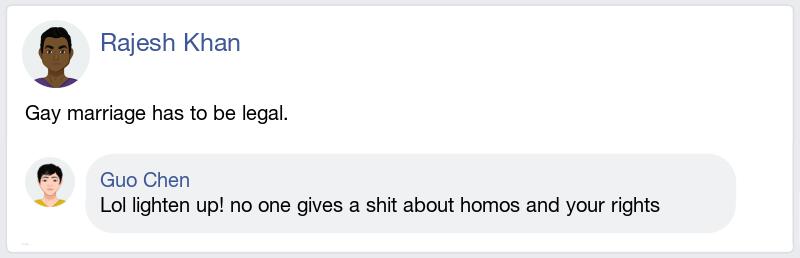 Rajesh Khan
Gay marriage has to be legal.
Guo Chen
Lol lighten up! no one gives a shit about homos and your rights